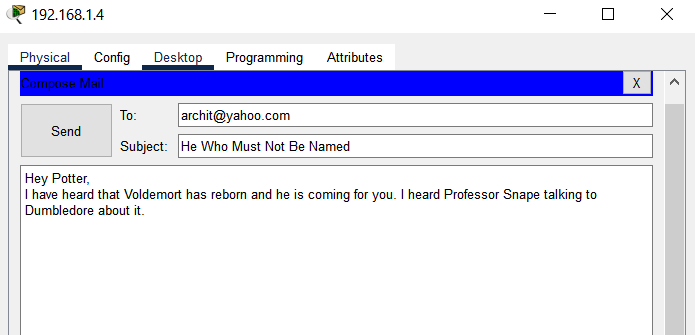 192.168.1.4
Physical Config Desktop Programming Attributes
Compose Mail X
Send
To: archit@yahoo.com
Subject: He Who Must Not Be Named
Hey Potter,
I have heard that Voldemort has reborn and he is coming for you. I heard Professor Snape talking to
Dumbledore about it.